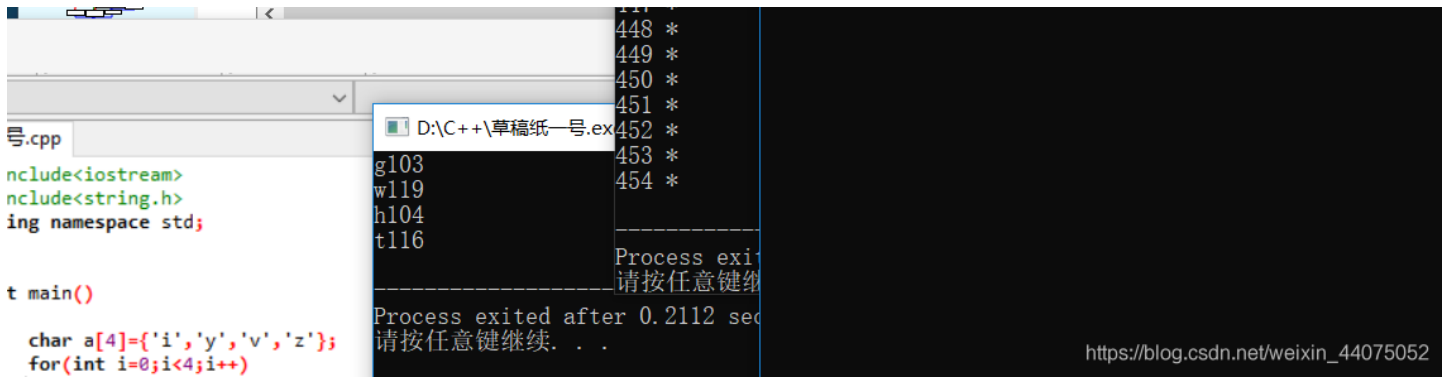 448 *
449 *
450 *
451 *
452 *
453 *
454 *
Process exit
请按任意键继
D:\C++\草稿纸一号.ex
g103
w119
h104
t116
Process exited after 0.2112 sec
请按任意键继续. . .
号.cpp
nclude<iostream>
nclude<string.h>
ing namespace std;
t main()
char a[4]={'i','y','v','z'};
for(int i=0;i<4;i++)
https://blog.csdn.net/weixin_44075052